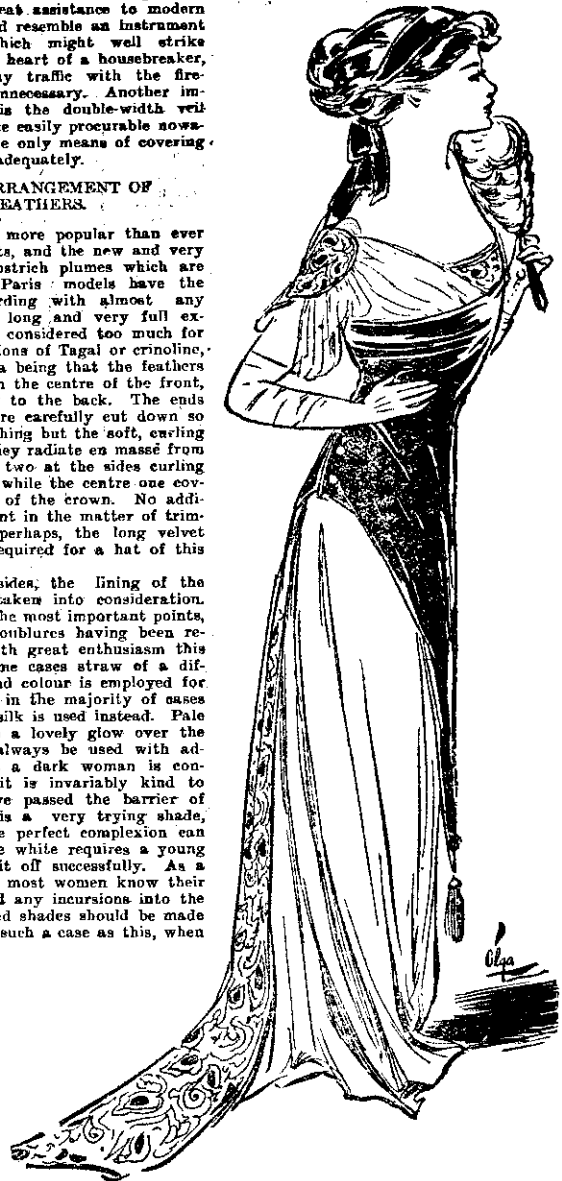 eat assistance to modern
d resemble an instrument
hich might well strike
heart of a housebreaker,
ny traffic with the fire-
nnecessary. Another im-
is the double-width veil
e easily procurable nowa-
e only means of covering
adequately.
RRANGEMENT OF
EATHERS.
more popular than ever
ts, and the new and very
ostrich plumes which are
Paris models have the
rding with almost any
long and very full ex-
considered too much for
ions of Tagal or crinoline,
a being that the feathers
n the centre of the front,
to the back. The ends
re carefully cut down so
hing but the soft, curling
ney radiate en massé from
two at the sides curling
while the centre one cov-
of the crown. No addi-
nt in the matter of trim-
perhaps, the long velvet
equired for a hat of this
sides, the lining of the
taken into consideration.
he most important points,
oublures having been re-
th great enthusiasm this
ne cases straw of a dif-
nd colour is employed for
in the majority of cases
silk is used instead. Pale
a lovely glow over the
always be used with ad-
a dark woman is con-
it is invariably kind to
ve passed the barrier of
is a very trying shade,
e perfect complexion can
e white requires a young
it off successfully. As a
most women know their
d any incursions into the
ed shades should be made
such a case as this, when
Olga